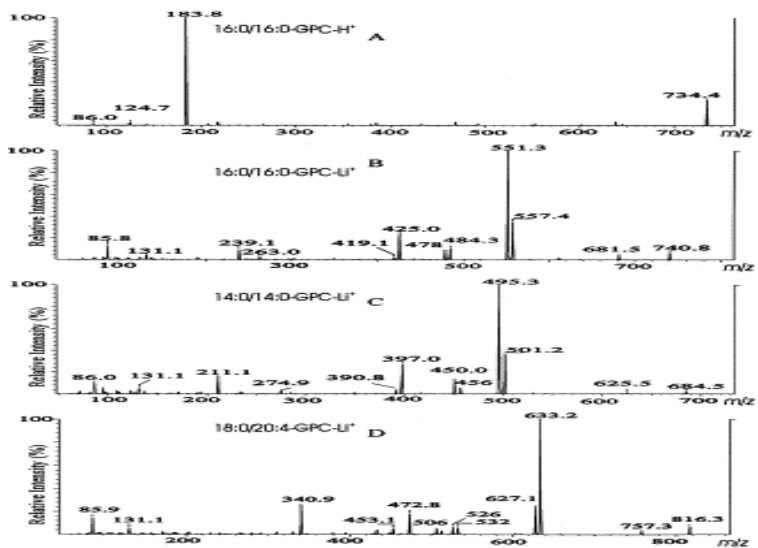 100
183.8
16:0/16:0-GPC-H⁺
A
Relative Intensity (%)
86.0
124.7
734.4
100 200 300 400 500 600 700 m/z
100
551.3
16:0/16:0-GPC-Li⁺
B
Relative Intensity (%)
85.8
131.1
239.1
263.0
419.1
425.0
478
484.3
557.4
681.5
740.8
100 300 500 700 m/z
100
495.3
14:0/14:0-GPC-Li⁺
C
Relative Intensity (%)
86.0
131.1
211.1
274.9
390.8
397.0
450.0
456
501.2
625.5
684.5
100 200 300 400 500 600 700 m/z
100
633.2
18:0/20:4-GPC-Li⁺
D
Relative Intensity (%)
85.9
131.1
340.9
453.1
472.8
506
526
532
627.1
757.3
816.3
200 400 600 800 m/z